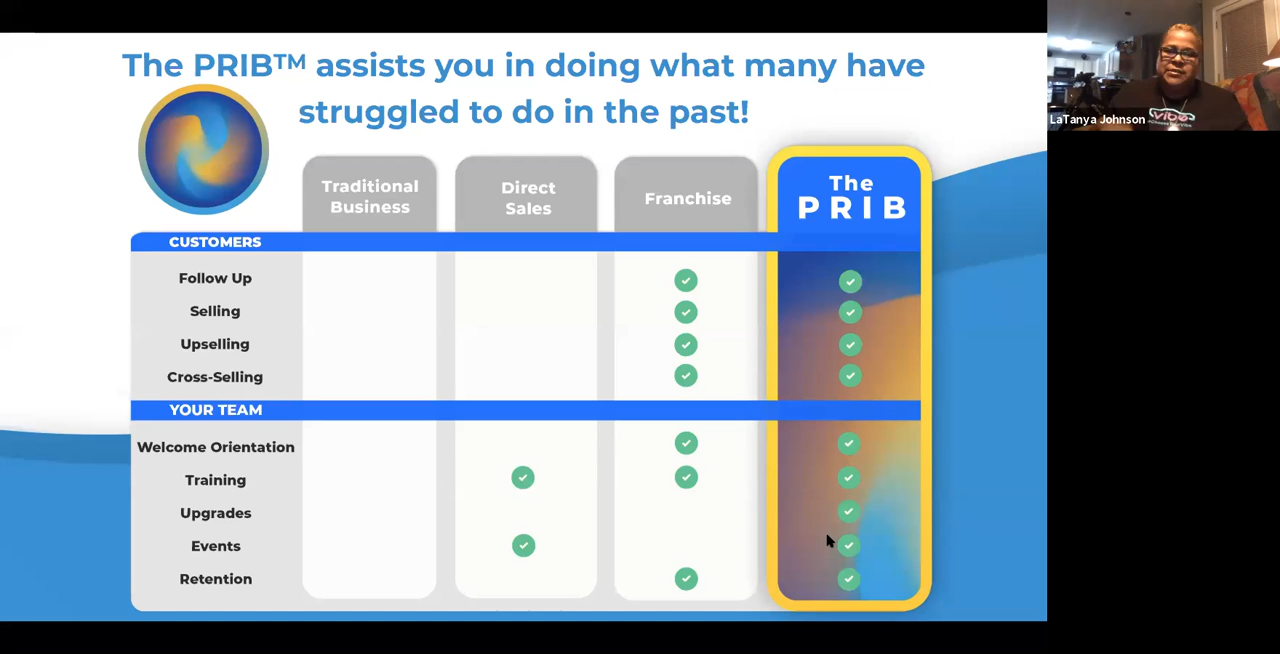 The PRIB™ assists you in doing what many have
struggled to do in the past!
Traditional
Business
Direct
Sales
Franchise
The
PRIB
CUSTOMERS
Follow Up
Selling
Upselling
Cross-Selling
YOUR TEAM
Welcome Orientation
Training
Upgrades
Events
Retention
LaTanya Johnson
vibe